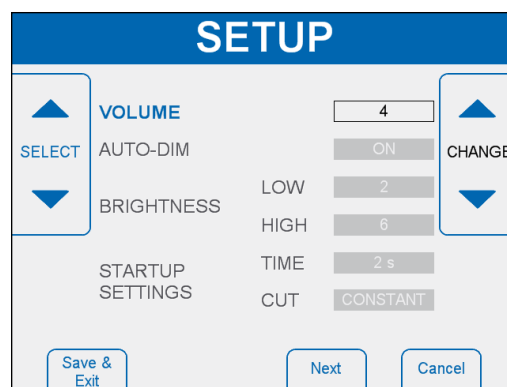 SETUP
VOLUME 4
SELECT AUTO-DIM ON CHANGE
LOW 2
BRIGHTNESS
HIGH 6
STARTUP TIME 2 s
SETTINGS CUT CONSTANT
Save & Next Cancel
Exit